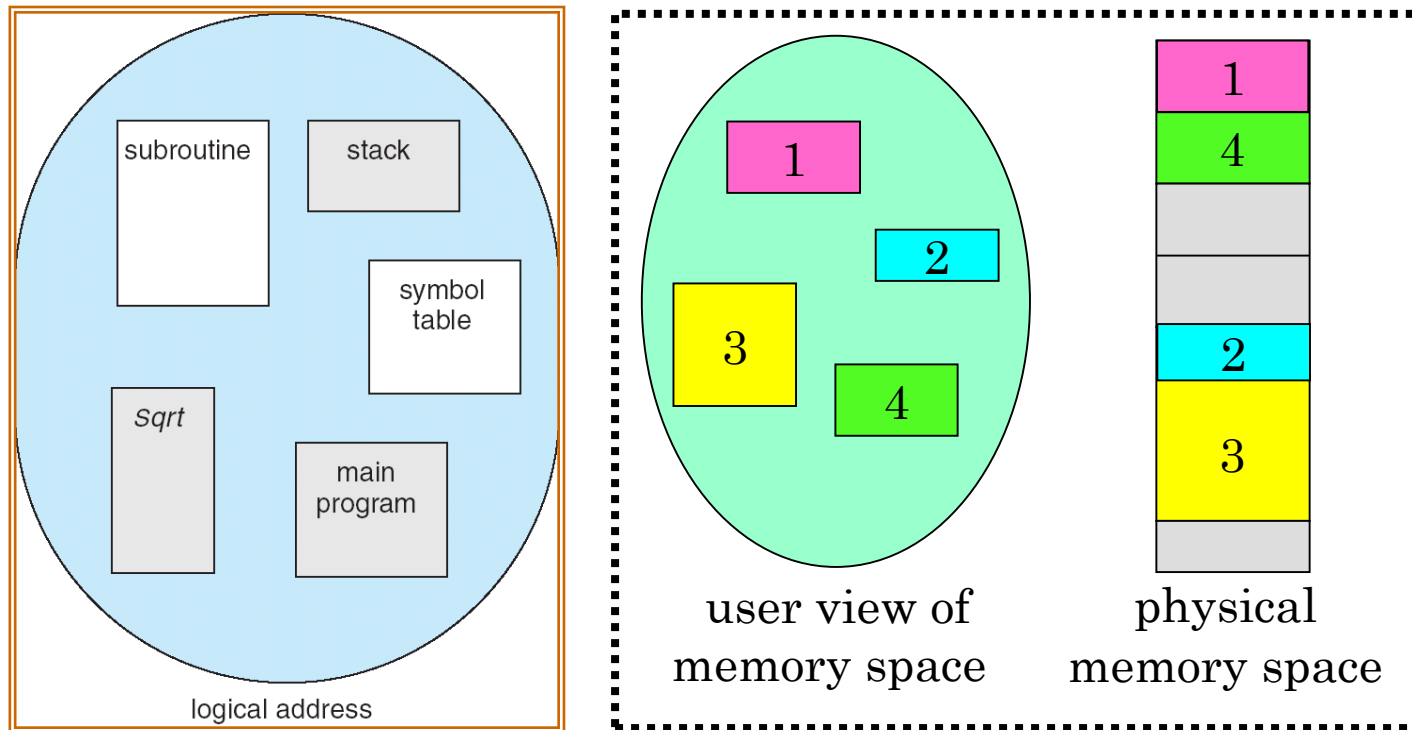 subroutine
stack
symbol
table
Sqrt
main
program
logical address
1
2
3
4
user view of
memory space
1
4
2
3
physical
memory space